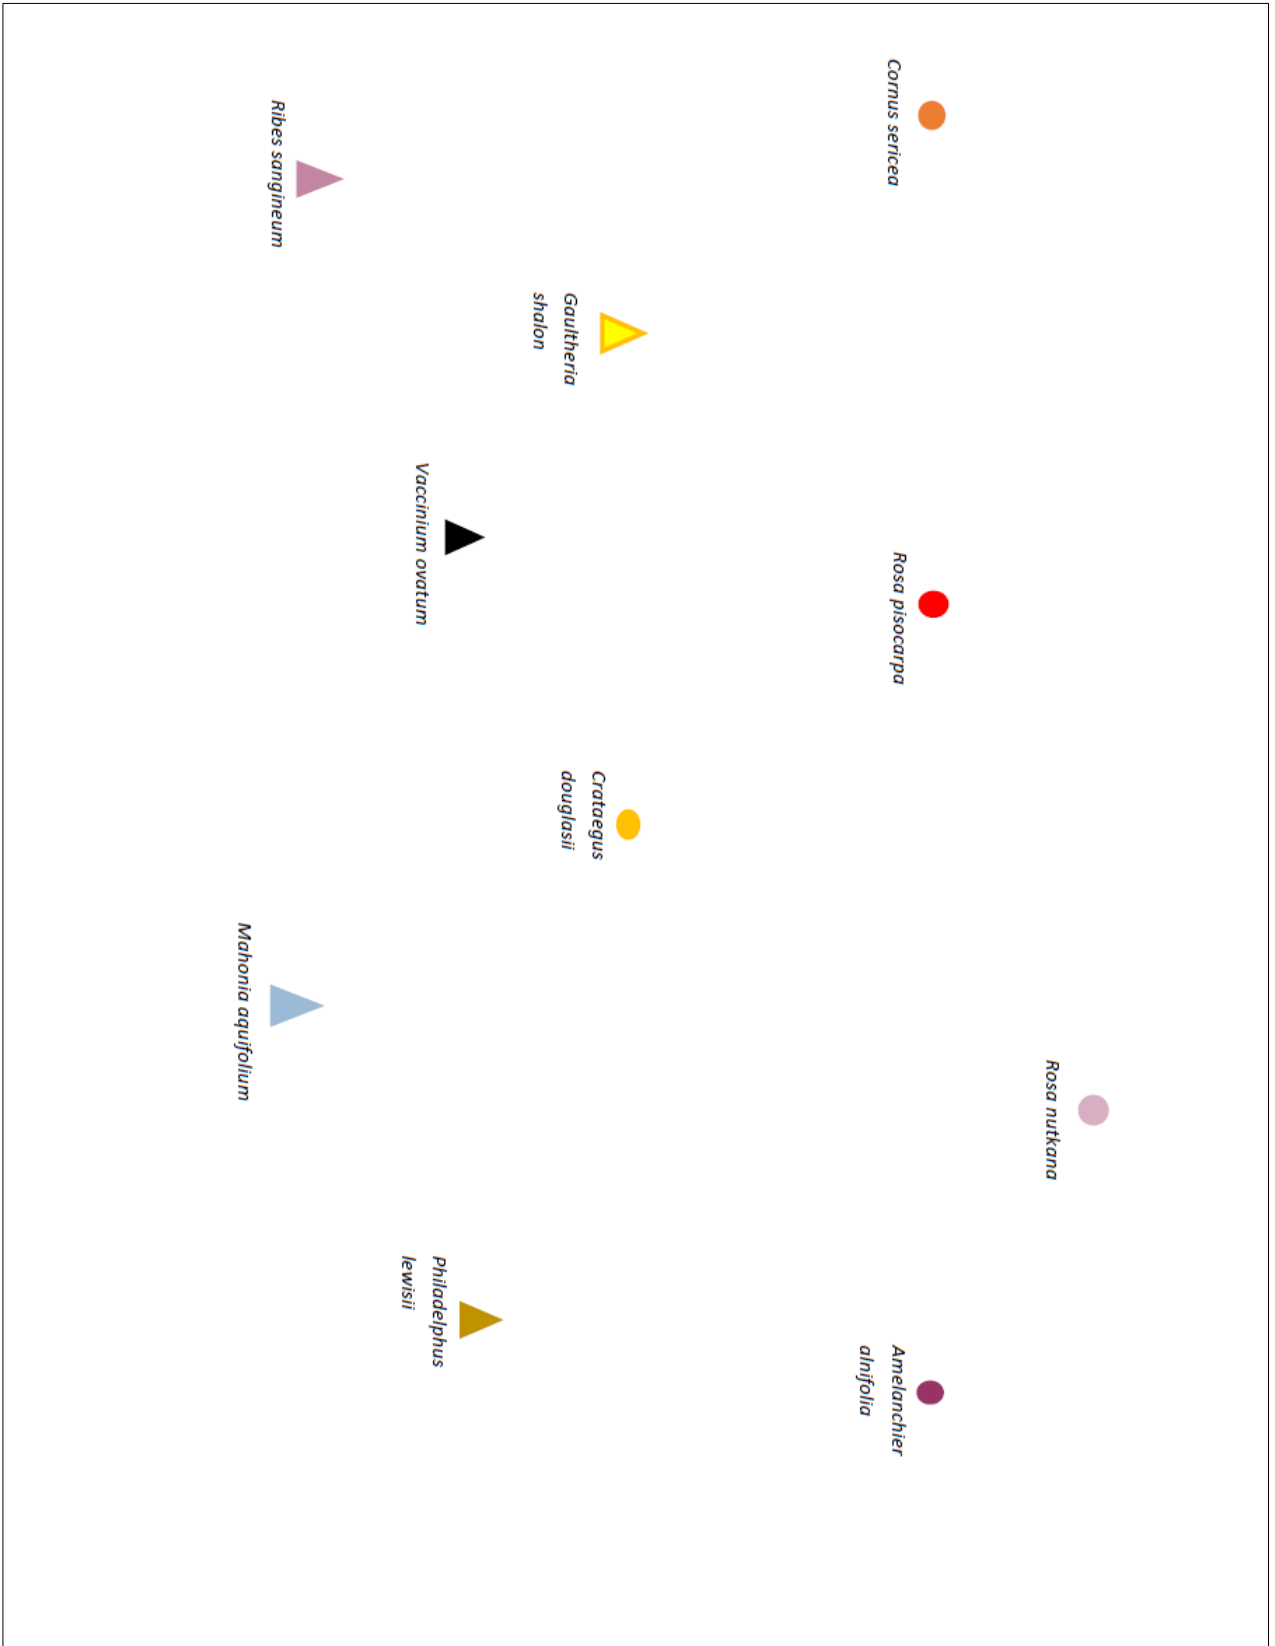 Rosa nutkana
Cornus sericea
Rosa pisocarpa
Amelanchier
alnifolia
Gaultheria
shalon
Crataegus
douglasii
Vaccinium ovatum
Philadelphus
lewisii
Ribes sangineum
Mahonia aquifolium